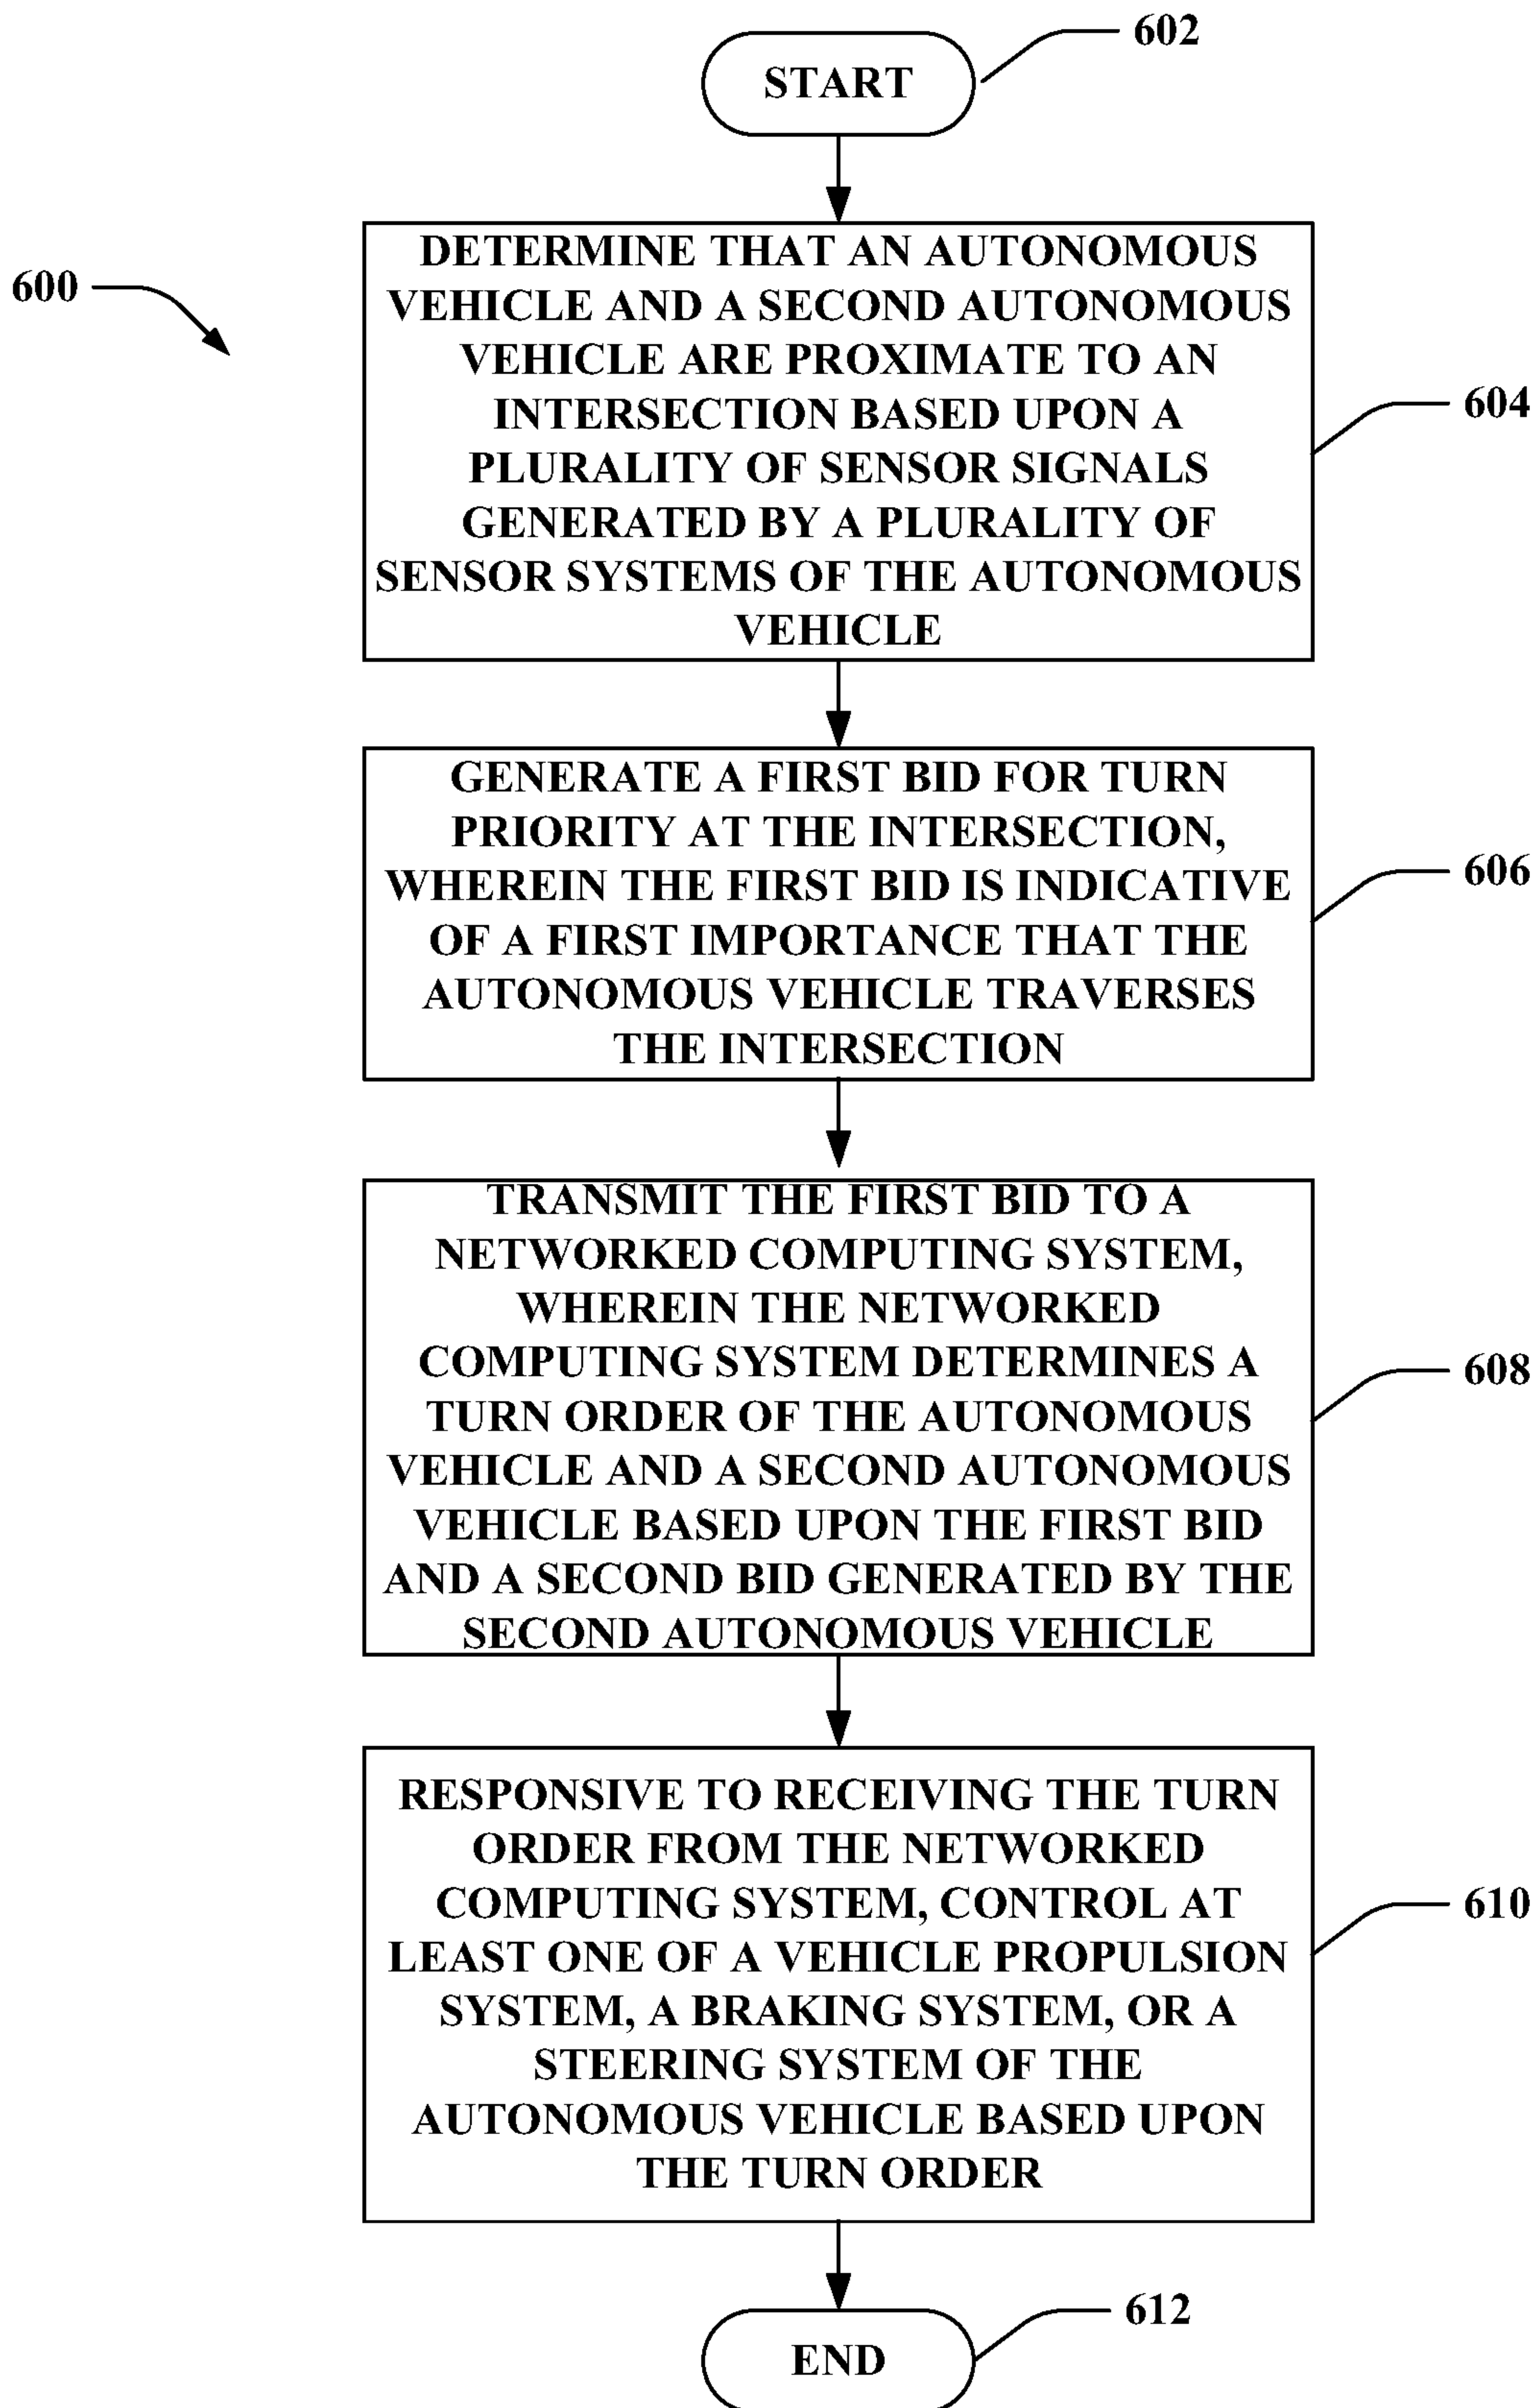 602
START
600
DETERMINE THAT AN AUTONOMOUS
VEHICLE AND A SECOND AUTONOMOUS
VEHICLE ARE PROXIMATE TO AN
INTERSECTION BASED UPON A
PLURALITY OF SENSOR SIGNALS
GENERATED BY A PLURALITY OF
SENSOR SYSTEMS OF THE AUTONOMOUS
VEHICLE
604
GENERATE A FIRST BID FOR TURN
PRIORITY AT THE INTERSECTION,
WHEREIN THE FIRST BID IS INDICATIVE
OF A FIRST IMPORTANCE THAT THE
AUTONOMOUS VEHICLE TRAVERSES
THE INTERSECTION
606
TRANSMIT THE FIRST BID TO A
NETWORKED COMPUTING SYSTEM,
WHEREIN THE NETWORKED
COMPUTING SYSTEM DETERMINES A
TURN ORDER OF THE AUTONOMOUS
VEHICLE AND A SECOND AUTONOMOUS
VEHICLE BASED UPON THE FIRST BID
AND A SECOND BID GENERATED BY THE
SECOND AUTONOMOUS VEHICLE
608
RESPONSIVE TO RECEIVING THE TURN
ORDER FROM THE NETWORKED
COMPUTING SYSTEM, CONTROL AT
LEAST ONE OF A VEHICLE PROPULSION
SYSTEM, A BRAKING SYSTEM, OR A
STEERING SYSTEM OF THE
AUTONOMOUS VEHICLE BASED UPON
THE TURN ORDER
610
612
END